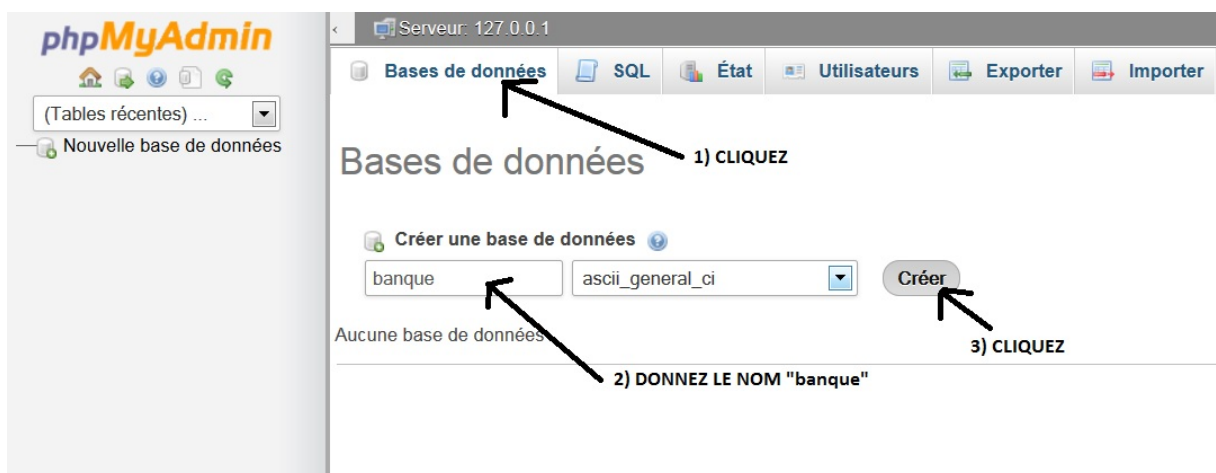 phpMyAdmin
(Tables récentes) ...
Nouvelle base de données
Serveur: 127.0.0.1
Bases de données SQL État Utilisateurs Exporter Importer
1) CLIQUEZ
Bases de données
Créer une base de données
banque ascii_general_ci Créer
Aucune base de données
3) CLIQUEZ
2) DONNEZ LE NOM "banque"